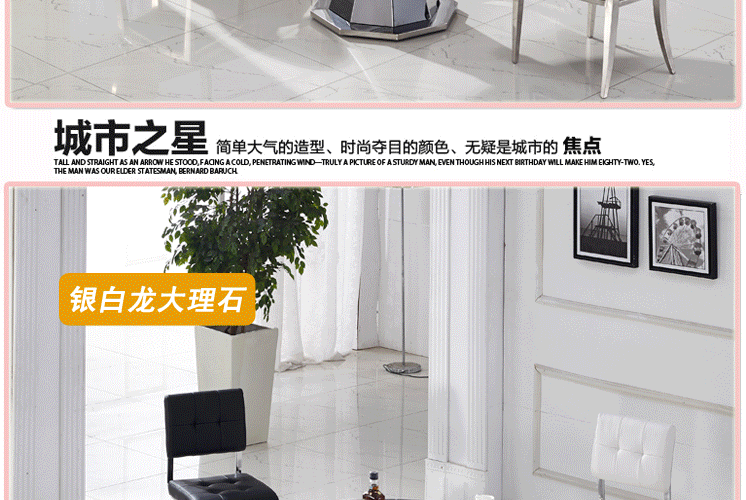 城市之星 简单大气的造型、时尚夺目的颜色、无疑是城市的 焦点
TALL AND STRAIGHT AS AN ARROW HE STOOD, FACING A COLD, PENETRATING WIND—TRULY A PICTURE OF A STURDY MAN, EVEN THOUGH HIS NEXT BIRTHDAY WILL MAKE HIM EIGHTY-TWO. YES,
THE MAN WAS OUR ELDER STATESMAN, BERNARD BARUCH.
银白龙大理石